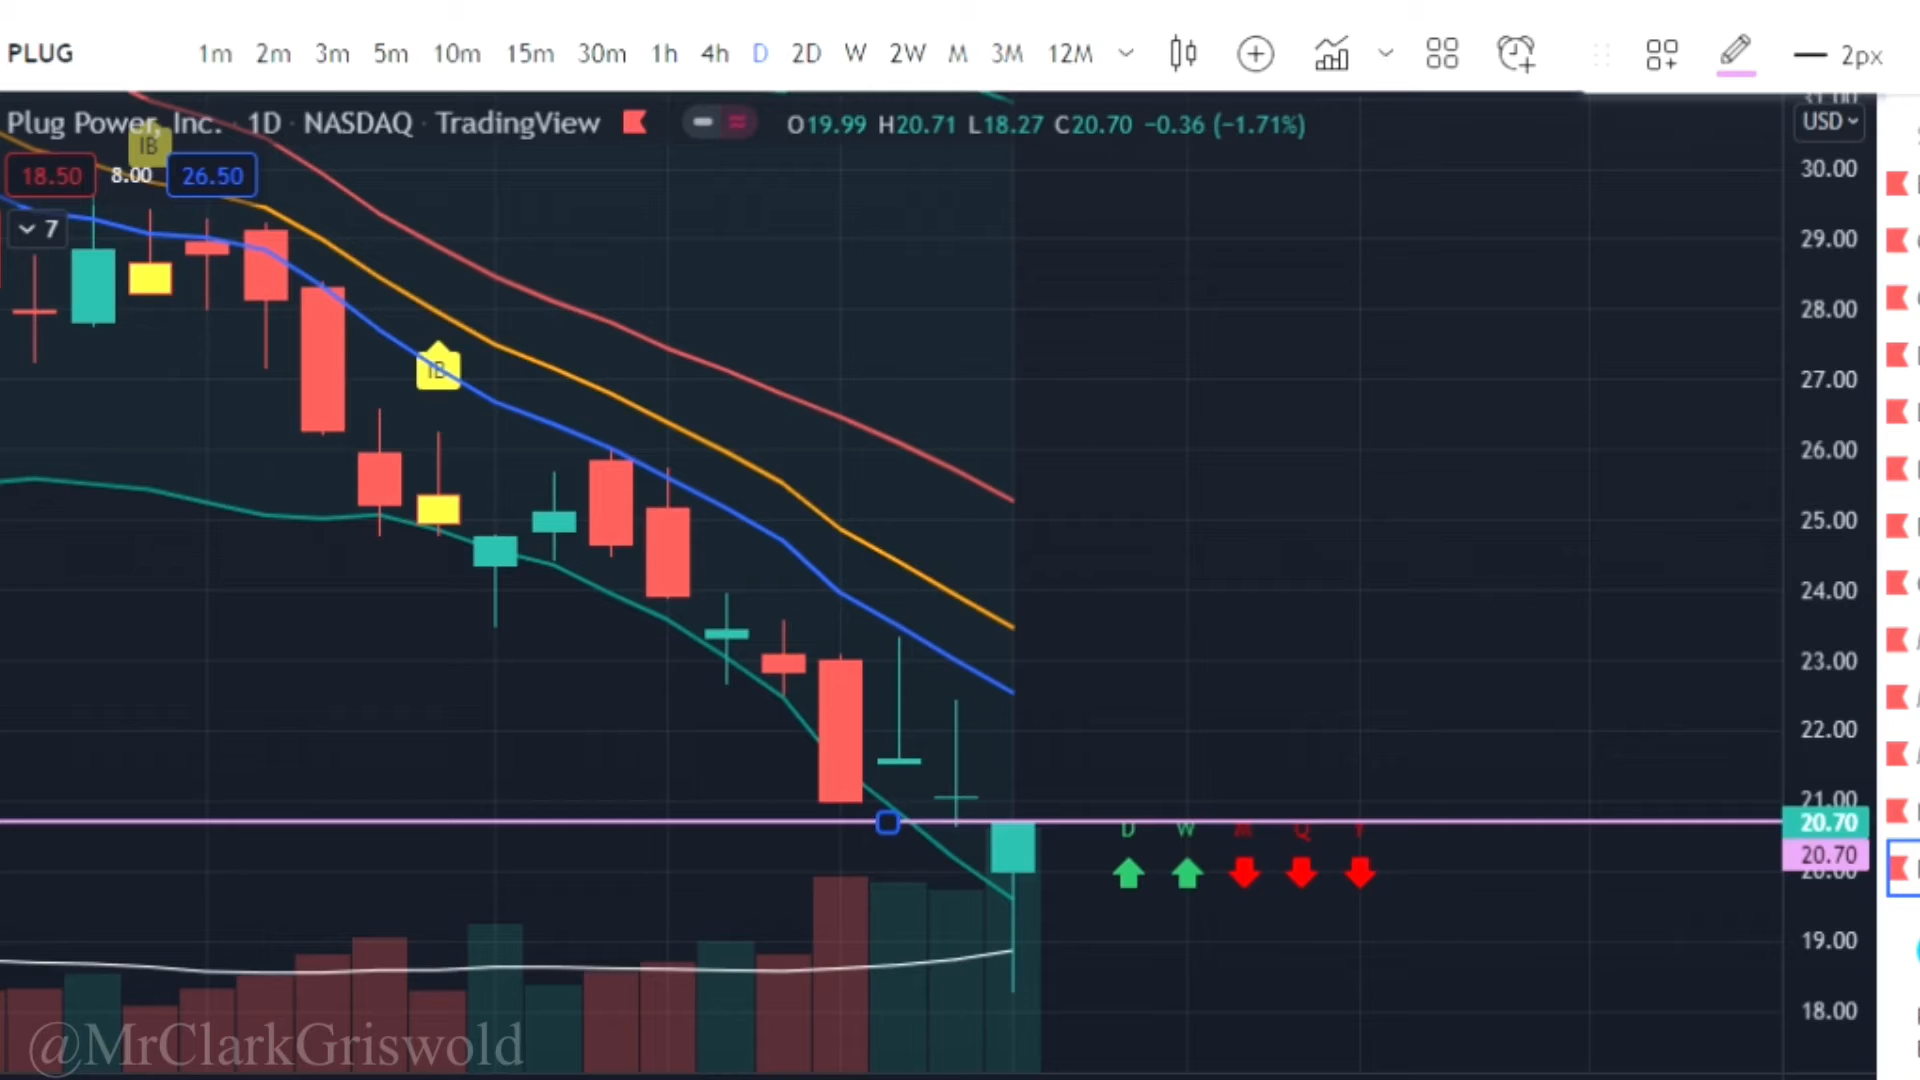 PLUG 1m 2m 3m 5m 10m 15m 30m 1h 4h D 2D W 2W M 3M 12M 2px
Plug Power, Inc. · 1D · NASDAQ · TradingView O19.99 H20.71 L18.27 C20.70 −0.36 (−1.71%)
USD
IB
18.50 8.00 26.50
7
30.00
29.00
28.00
IB
27.00
26.00
25.00
24.00
23.00
22.00
21.00
20.70
D W M Q Y
20.70
20.00
19.00
18.00
@MrClarkGriswold